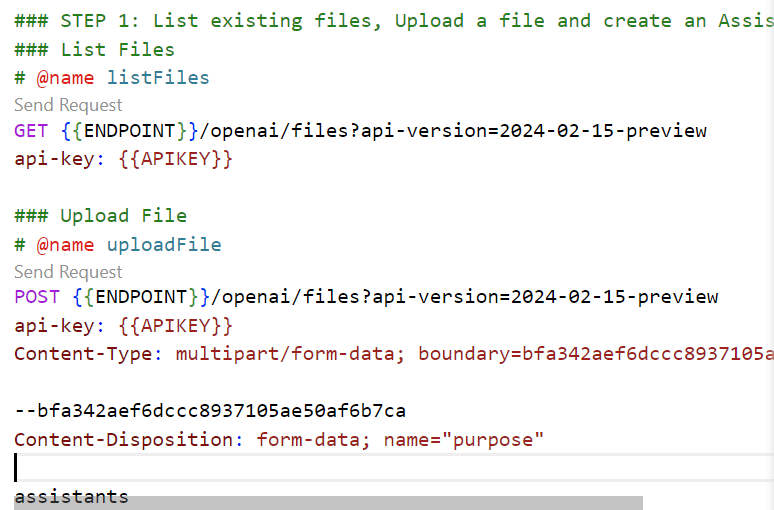 ### STEP 1: List existing files, Upload a file and create an Assis
### List Files
# @name listFiles
Send Request
GET {{ENDPOINT}}/openai/files?api-version=2024-02-15-preview
api-key: {{APIKEY}}
### Upload File
# @name uploadFile
Send Request
POST {{ENDPOINT}}/openai/files?api-version=2024-02-15-preview
api-key: {{APIKEY}}
Content-Type: multipart/form-data; boundary=bfa342aef6dccc8937105a
--bfa342aef6dccc8937105ae50af6b7ca
Content-Disposition: form-data; name="purpose"
assistants